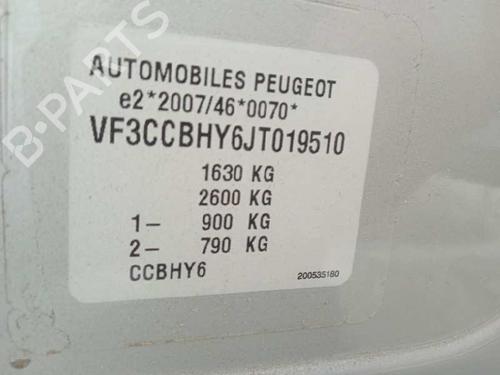 B-PARTS
AUTOMOBILES PEUGEOT
e2*2007/46*0070*
VF3CCBHY6JT019510
1630 KG
2600 KG
1- 900 KG
2- 790 KG
CCBHY6 200535180